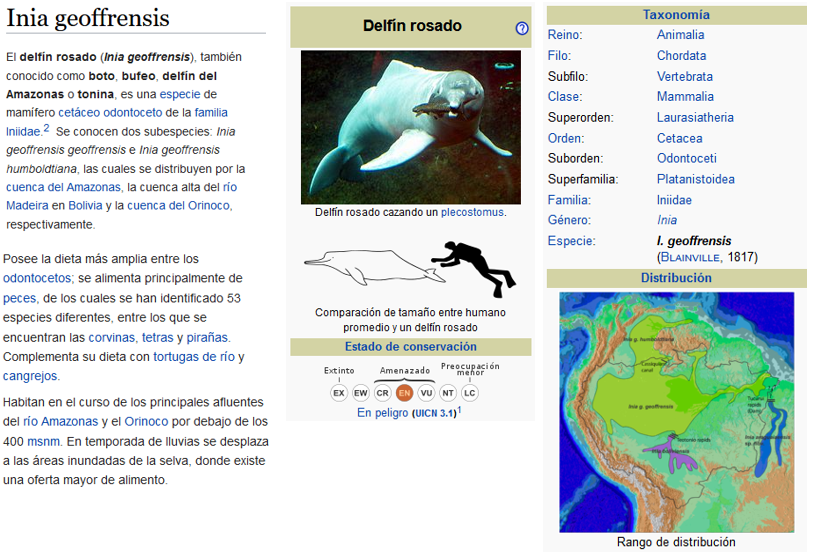 Inia geoffrensis
El delfín rosado (Inia geoffrensis), también
conocido como boto, bufeo, delfín del
Amazonas o tonina, es una especie de
mamífero cetáceo odontoceto de la familia
Iniidae.2 Se conocen dos subespecies: Inia
geoffrensis geoffrensis e Inia geoffrensis
humboldtiana, las cuales se distribuyen por la
cuenca del Amazonas, la cuenca alta del río
Madeira en Bolivia y la cuenca del Orinoco,
respectivamente.
Posee la dieta más amplia entre los
odontocetos; se alimenta principalmente de
peces, de los cuales se han identificado 53
especies diferentes, entre los que se
encuentran las corvinas, tetras y pirañas.
Complementa su dieta con tortugas de río y
cangrejos.
Habitan en el curso de los principales afluentes
del río Amazonas y el Orinoco por debajo de los
400 msnm. En temporada de lluvias se desplaza
a las áreas inundadas de la selva, donde existe
una oferta mayor de alimento.
Delfín rosado
?
Delfín rosado cazando un plecostomus.
Comparación de tamaño entre humano
promedio y un delfín rosado
Estado de conservación
Extinto Amenazado Preocupación
menor
EX EW CR EN VU NT LC
En peligro (UICN 3.1)1
Taxonomía
Reino: Animalia
Filo: Chordata
Subfilo: Vertebrata
Clase: Mammalia
Superorden: Laurasiatheria
Orden: Cetacea
Suborden: Odontoceti
Superfamilia: Platanistoidea
Familia: Iniidae
Género: Inia
Especie: I. geoffrensis
(BLAINVILLE, 1817)
Distribución
Inia g. humboldtiana
Casiquiare
canal
Inia g. geoffrensis
Teotonio rapids
Rango de distribución